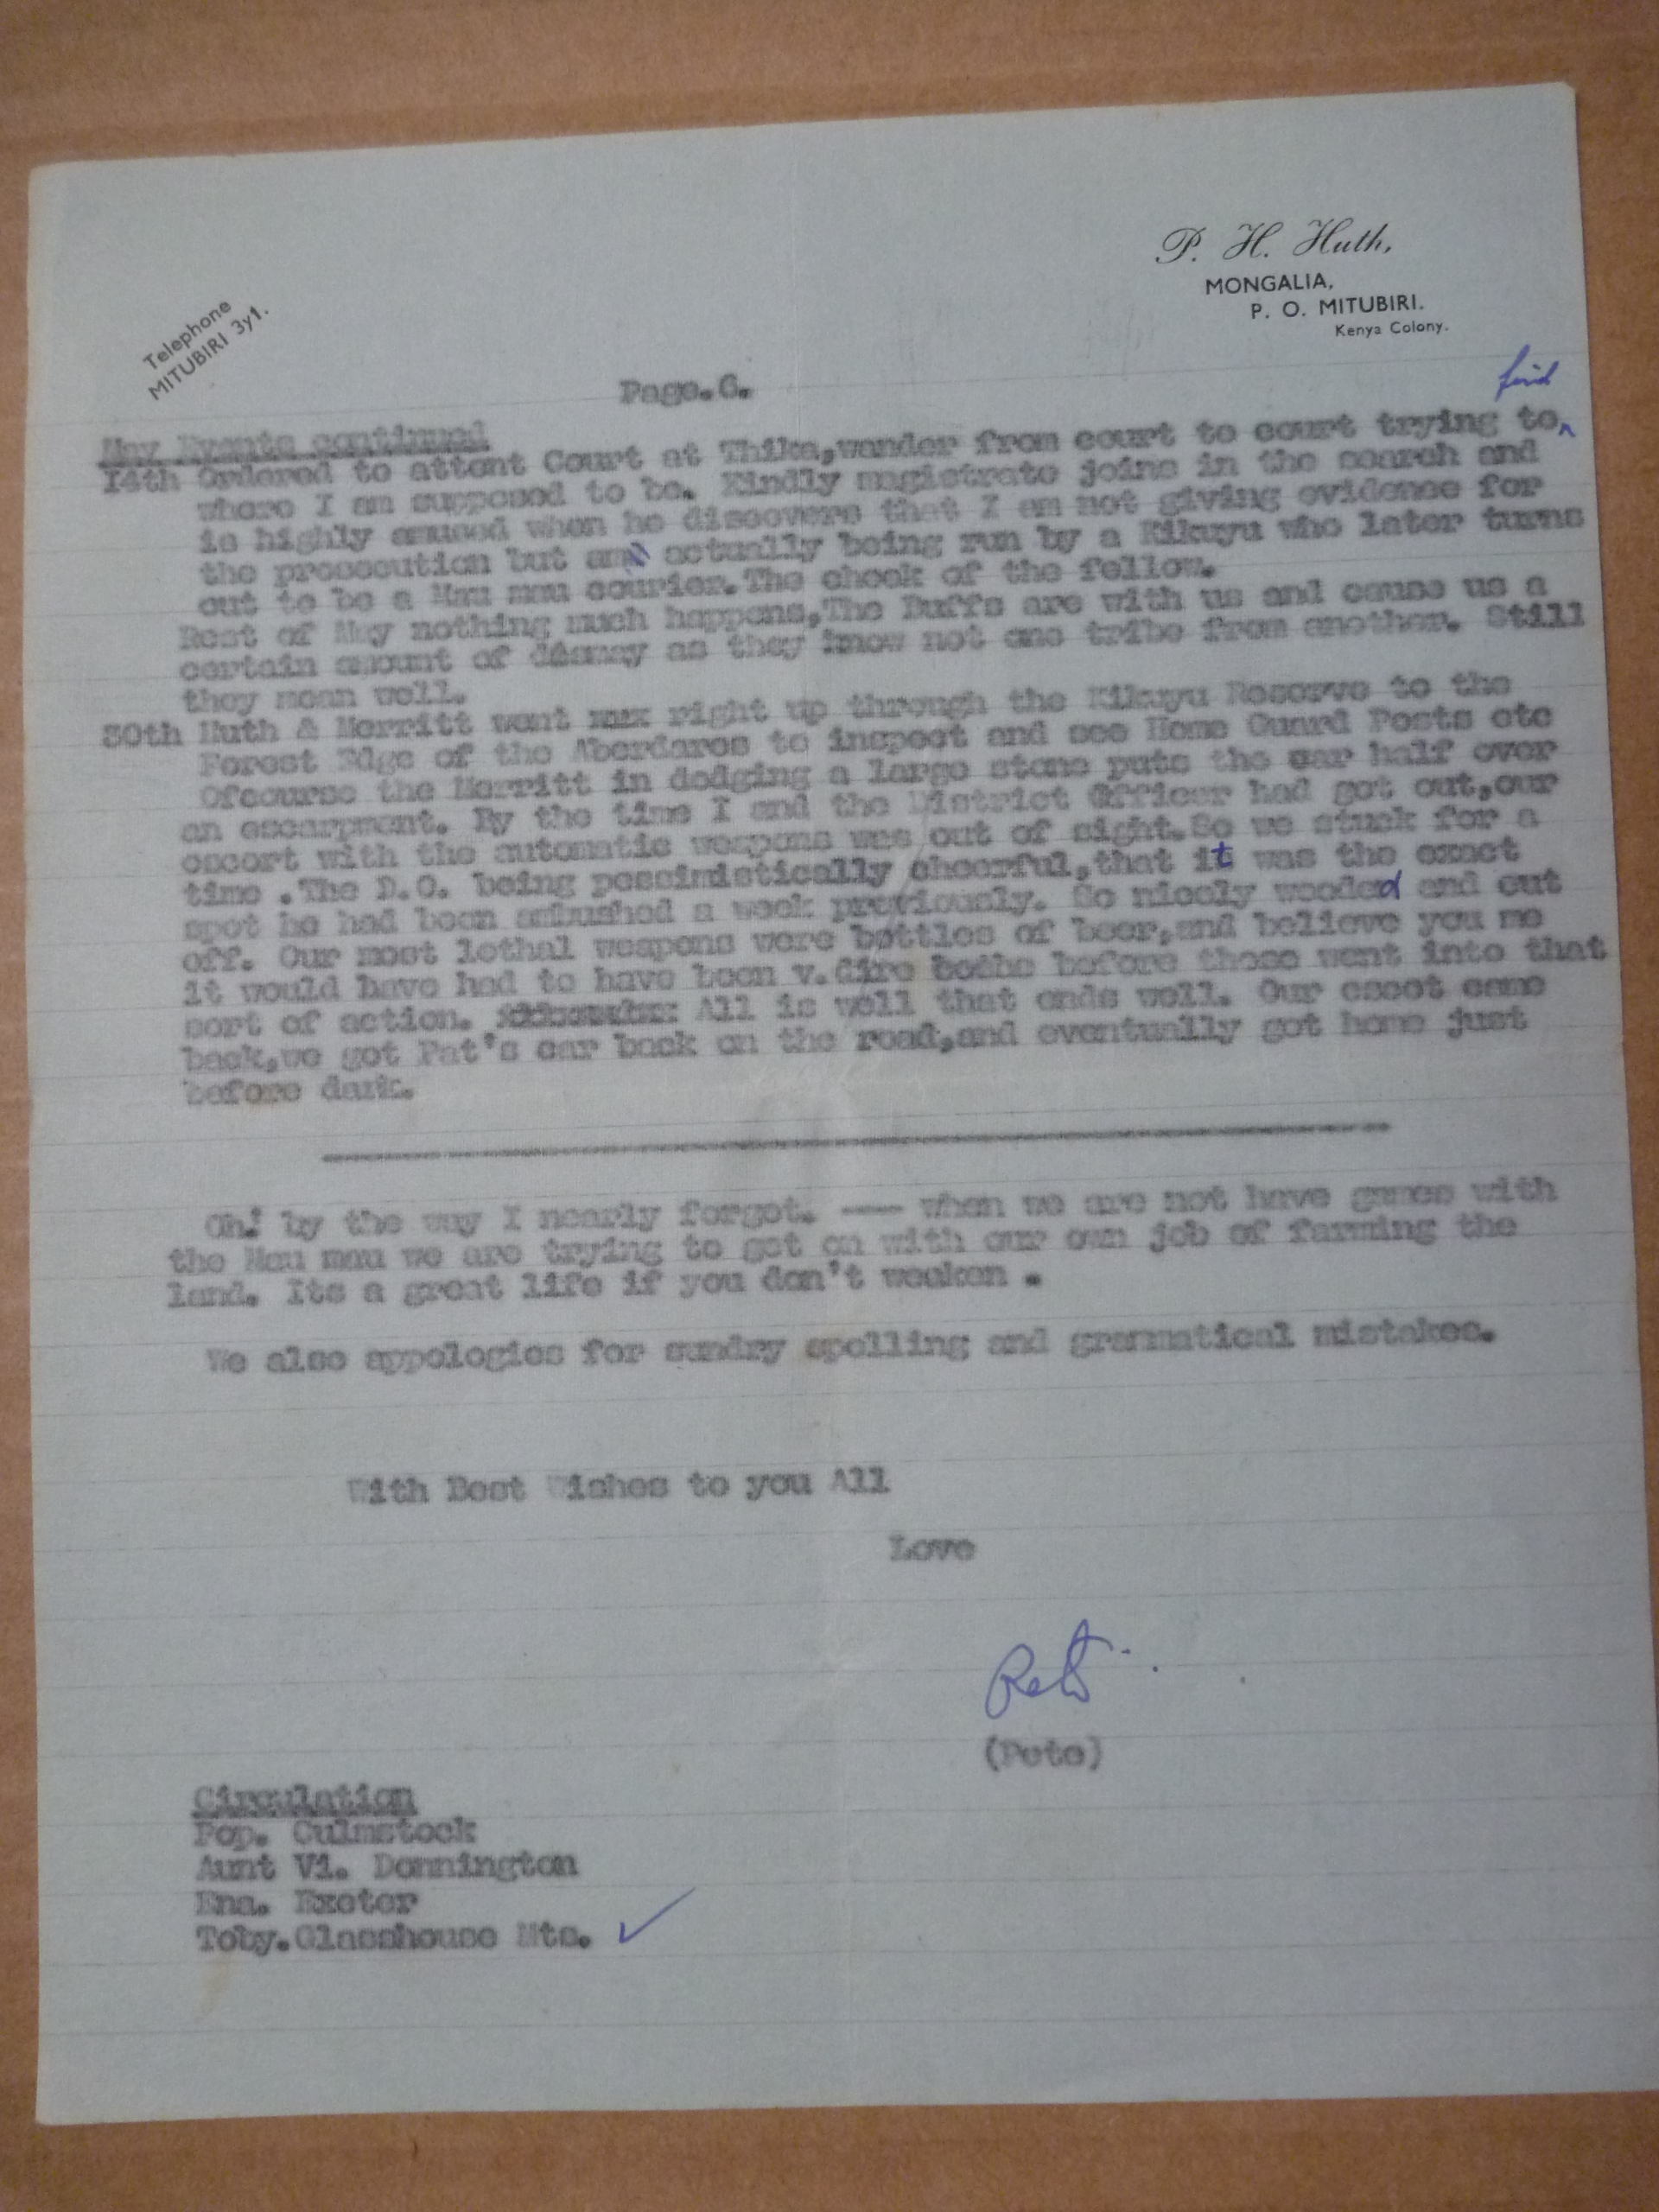 P. H. Huth,
MONGALIA,
P. O. MITUBIRI.
Kenya Colony.
Telephone
MITUBIRI 3y1.
Page.6.
find
May Events continued
14th Ordered to attent Court at Thika,wander from court to court trying to^
where I am supposed to be. Kindly magistrate joins in the search and
is highly amused when he discovers that I am not giving evidence for
the prosecution but am actually being run by a Kikuyu who later turns
out to be a Mau mau courier.The cheek of the fellow.
Rest of May nothing much happens,The Buffs are with us and cause us a
certain amount of dismay as they know not one tribe from another. Still
they mean well.
30th Huth & Merritt went right up through the Kikuyu Reserve to the
Forest Edge of the Aberdares to inspect and see Home Guard Posts etc
Ofcourse the Merritt in dodging a large stone puts the car half over
an escarpment. By the time I and the District Officer had got out,our
escort with the automatic weapons was out of sight.So we stuck for a
time .The D.O. being pessimistically cheerful,that it was the exact
spot he had been ambushed a week previously. So nicely wooded and cut
off. Our most lethal weapons were bottles of beer,and believe you me
it would have had to have been v.dire before those went into that
sort of action. All is well that ends well. Our escot came
back,we got Pat's car back on the road,and eventually got home just
before dark.
Oh! by the way I nearly forgot. --- when we are not have games with
the Mau mau we are trying to get on with our own job of farming the
land. Its a great life if you don't weaken .
We also appologies for sundry spelling and grammatical mistakes.
With Best Wishes to you All
Love
Pete
(Pete)
Circulation
Pop. Culmstock
Aunt Vi. Donnington
Ena. Exeter
Toby.Glasshouse Mts. ✓